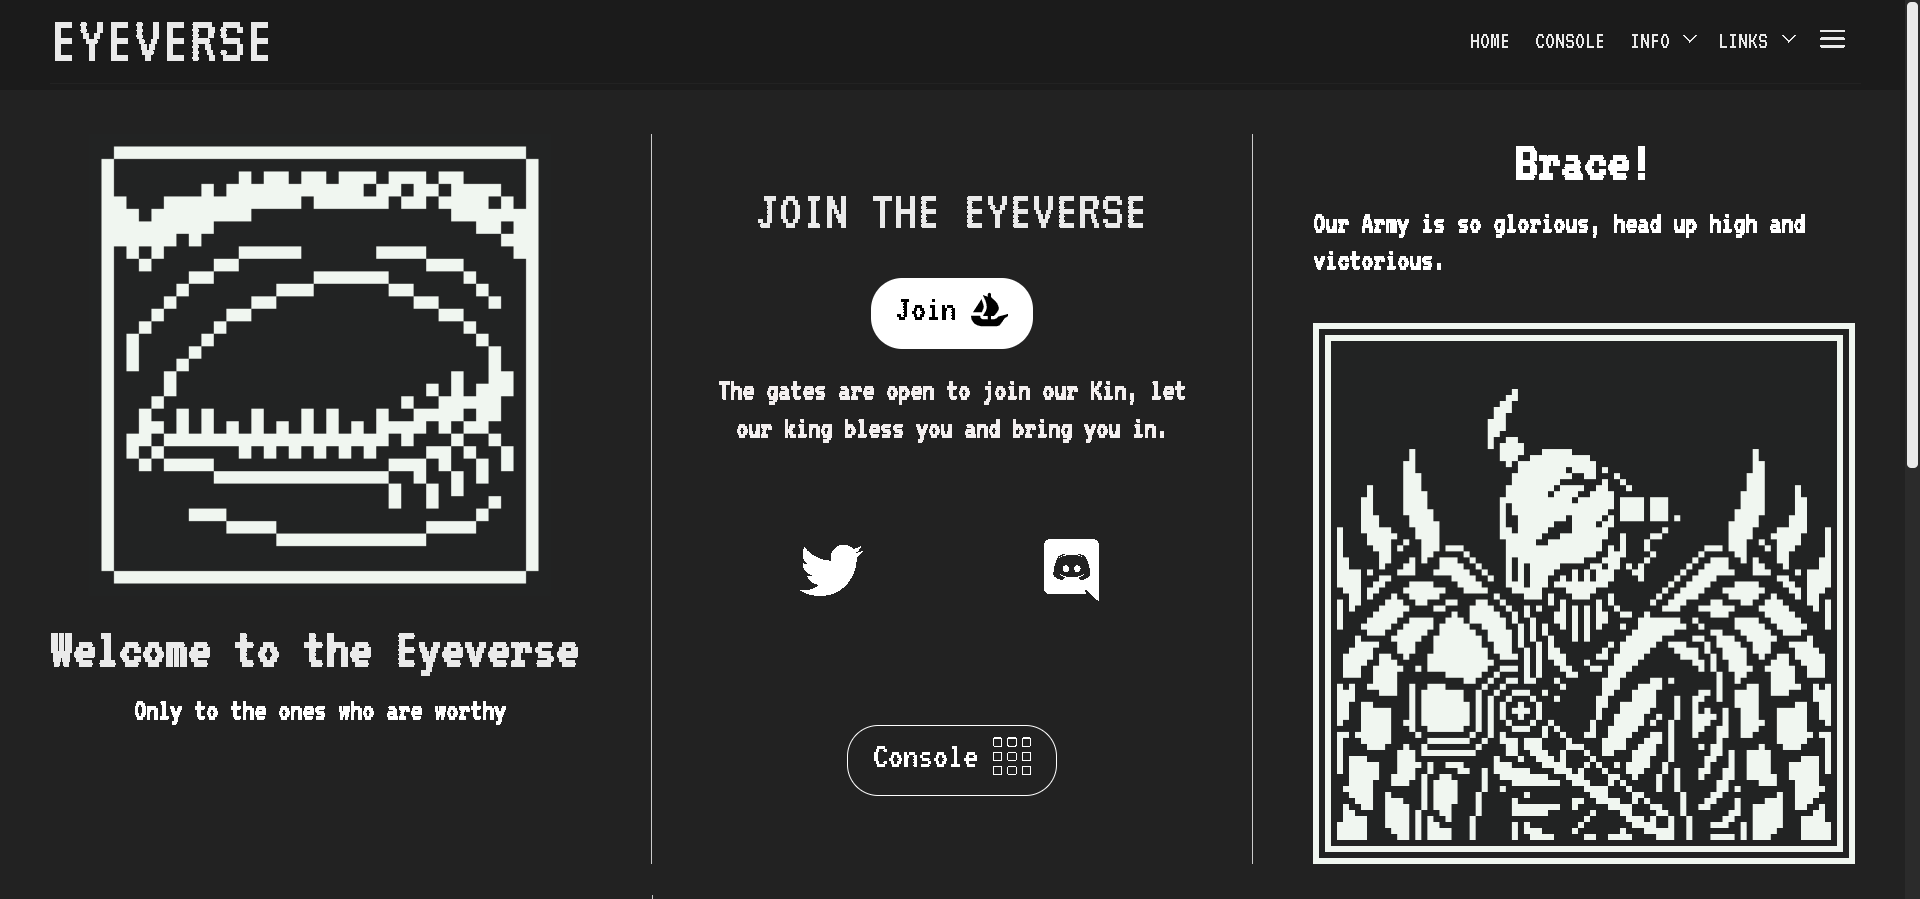 EYEVERSE
HOME CONSOLE INFO LINKS
Welcome to the Eyeverse
Only to the ones who are worthy
JOIN THE EYEVERSE
Join
The gates are open to join our Kin, let
our king bless you and bring you in.
Console
Brace!
Our Army is so glorious, head up high and
victorious.